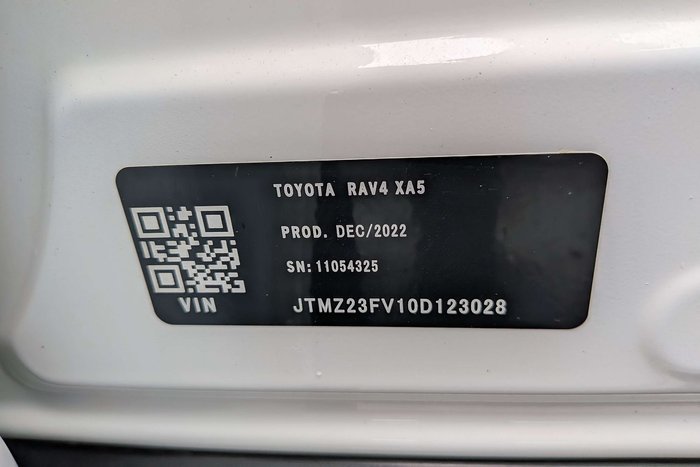 TOYOTA RAV4 XA5
PROD. DEC/2022
SN:11054325
VIN JTMZ23FV10D123028